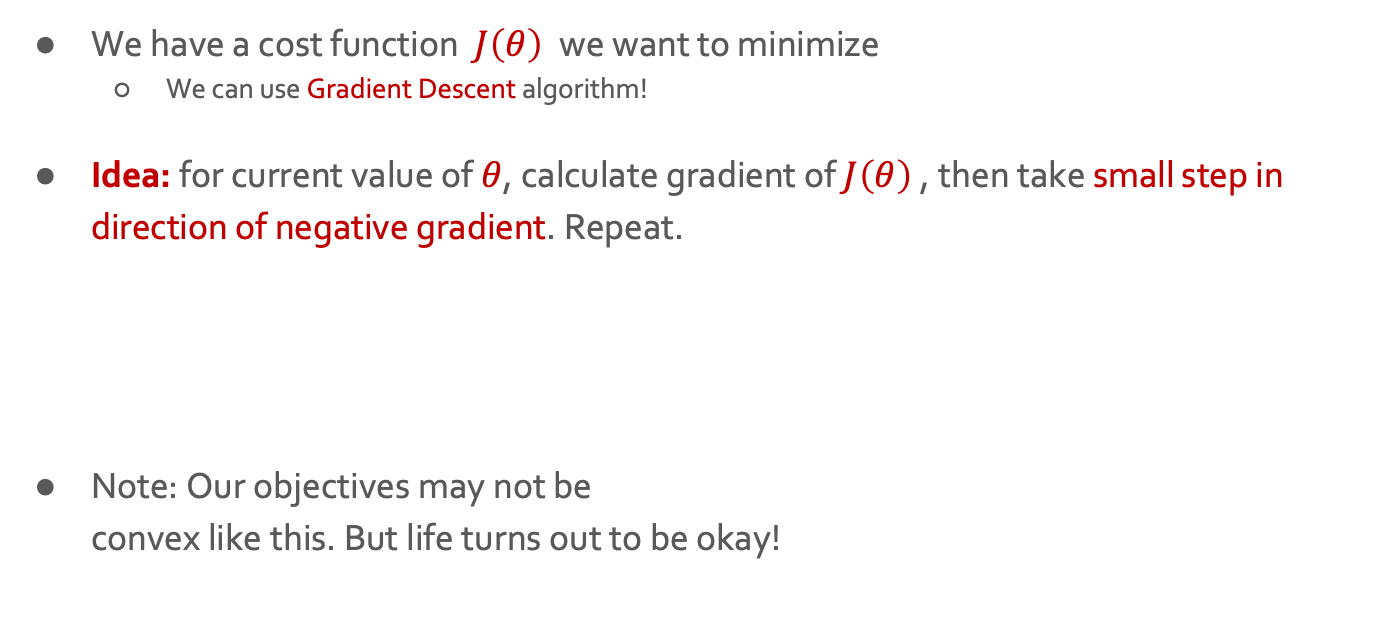 ● We have a cost function J(θ) we want to minimize
○ We can use Gradient Descent algorithm!
● Idea: for current value of θ, calculate gradient of J(θ) , then take small step in
direction of negative gradient. Repeat.
● Note: Our objectives may not be
convex like this. But life turns out to be okay!